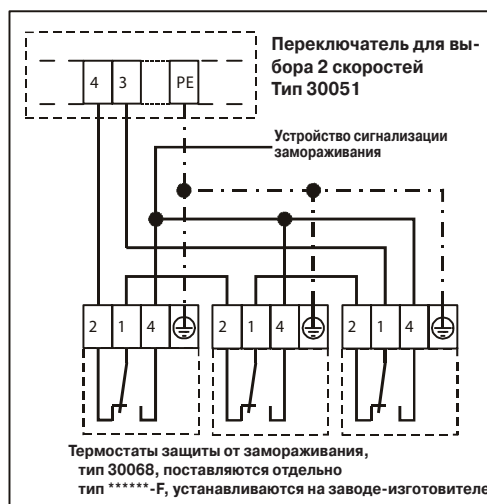 Переключатель для вы-
бора 2 скоростей
Тип 30051
4 3 PE
Устройство сигнализации
замораживания
2 1 4 2 1 4 2 1 4
Термостаты защиты от замораживания,
тип 30068, поставляются отдельно
тип ******-F, устанавливаются на заводе-изготовителе